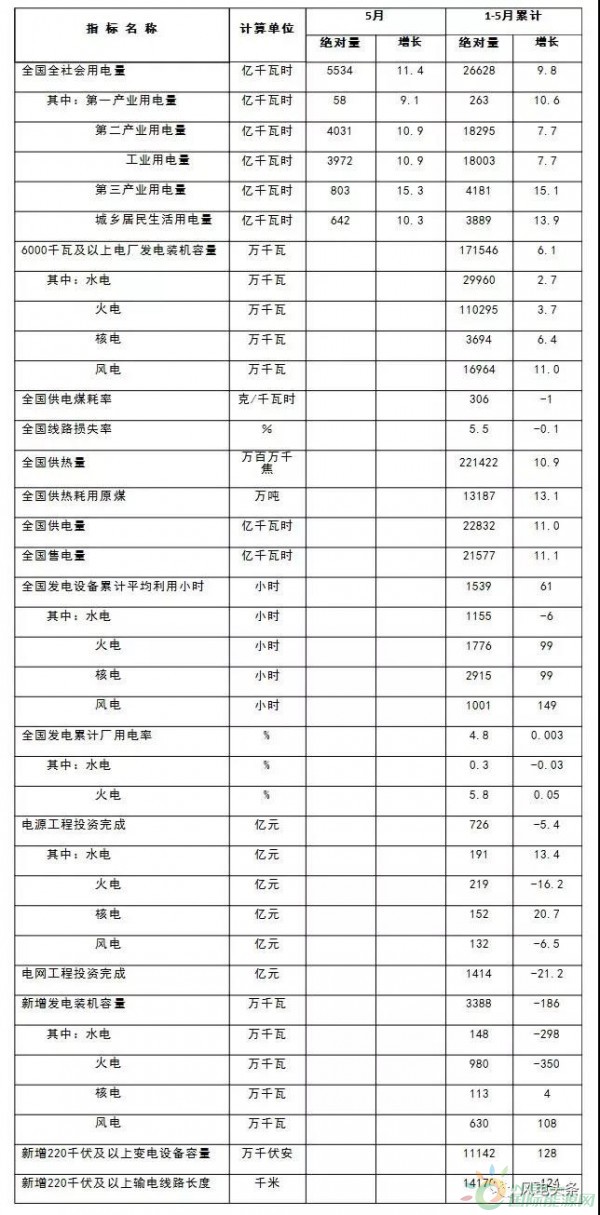 指标名称 计算单位 5月 1-5月累计
绝对量 增长 绝对量 增长
全国全社会用电量 亿千瓦时 5534 11.4 26628 9.8
其中：第一产业用电量 亿千瓦时 58 9.1 263 10.6
第二产业用电量 亿千瓦时 4031 10.9 18295 7.7
工业用电量 亿千瓦时 3972 10.9 18003 7.7
第三产业用电量 亿千瓦时 803 15.3 4181 15.1
城乡居民生活用电量 亿千瓦时 642 10.3 3889 13.9
6000千瓦及以上电厂发电装机容量 万千瓦 171546 6.1
其中：水电 万千瓦 29960 2.7
火电 万千瓦 110295 3.7
核电 万千瓦 3694 6.4
风电 万千瓦 16964 11.0
全国供电煤耗率 克/千瓦时 306 -1
全国线路损失率 % 5.5 -0.1
全国供热量 万百万千焦 221422 10.9
全国供热耗用原煤 万吨 13187 13.1
全国供电量 亿千瓦时 22832 11.0
全国售电量 亿千瓦时 21577 11.1
全国发电设备累计平均利用小时 小时 1539 61
其中：水电 小时 1155 -6
火电 小时 1776 99
核电 小时 2915 99
风电 小时 1001 149
全国发电累计厂用电率 % 4.8 0.003
其中：水电 % 0.3 -0.03
火电 % 5.8 0.05
电源工程投资完成 亿元 726 -5.4
其中：水电 亿元 191 13.4
火电 亿元 219 -16.2
核电 亿元 152 20.7
风电 亿元 132 -6.5
电网工程投资完成 亿元 1414 -21.2
新增发电装机容量 万千瓦 3388 -186
其中：水电 万千瓦 148 -298
火电 万千瓦 980 -350
核电 万千瓦 113 4
风电 万千瓦 630 108
新增220千伏及以上变电设备容量 万千伏安 11142 128
新增220千伏及以上输电线路长度 千米 14170 -124
风电头条
国际能源网